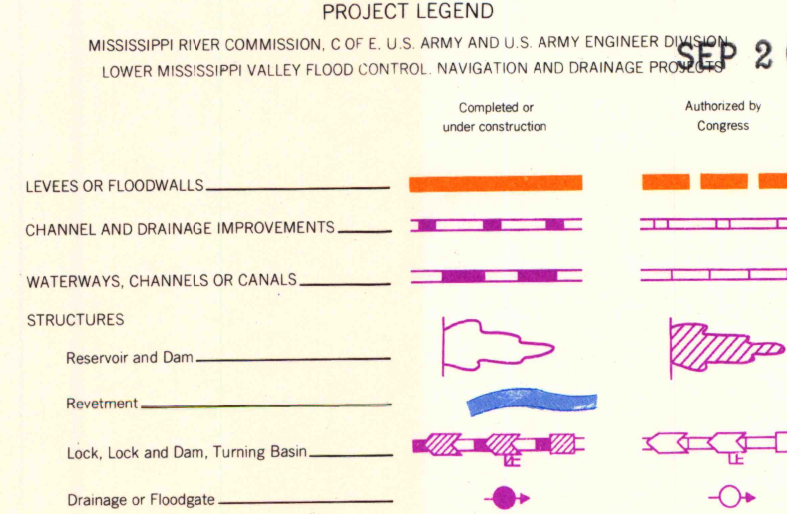 PROJECT LEGEND
MISSISSIPPI RIVER COMMISSION, C OF E. U.S. ARMY AND U.S. ARMY ENGINEER DIVISION
SEP 2
LOWER MISSISSIPPI VALLEY FLOOD CONTROL. NAVIGATION AND DRAINAGE PROJECTS
Completed or
under construction
Authorized by
Congress
LEVEES OR FLOODWALLS
CHANNEL AND DRAINAGE IMPROVEMENTS
WATERWAYS, CHANNELS OR CANALS
STRUCTURES
Reservoir and Dam
Revetment
Lock, Lock and Dam, Turning Basin
Drainage or Floodgate